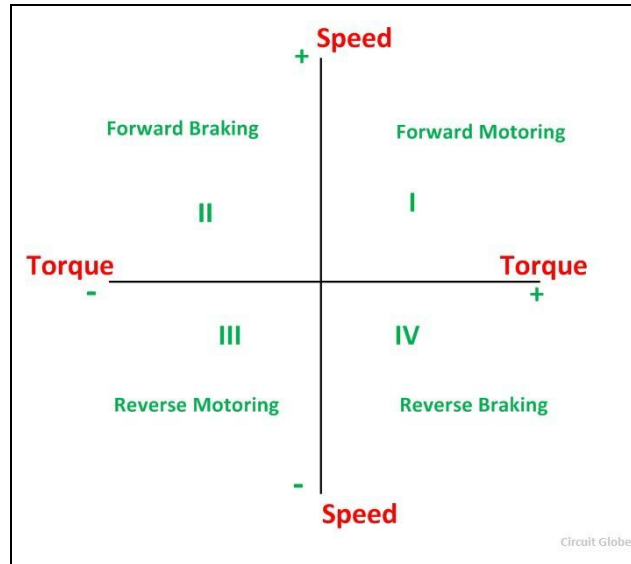 Speed
+
Forward Braking
Forward Motoring
II
I
Torque
Torque
-
+
III
IV
Reverse Motoring
Reverse Braking
-
Speed
Circuit Globe